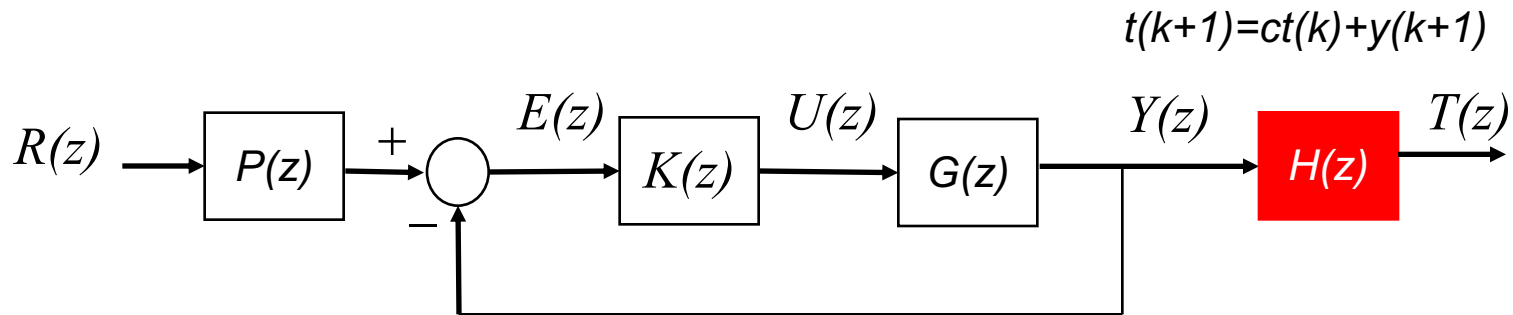 t(k+1)=ct(k)+y(k+1)
R(z)
P(z)
+
−
E(z)
K(z)
U(z)
G(z)
Y(z)
H(z)
T(z)